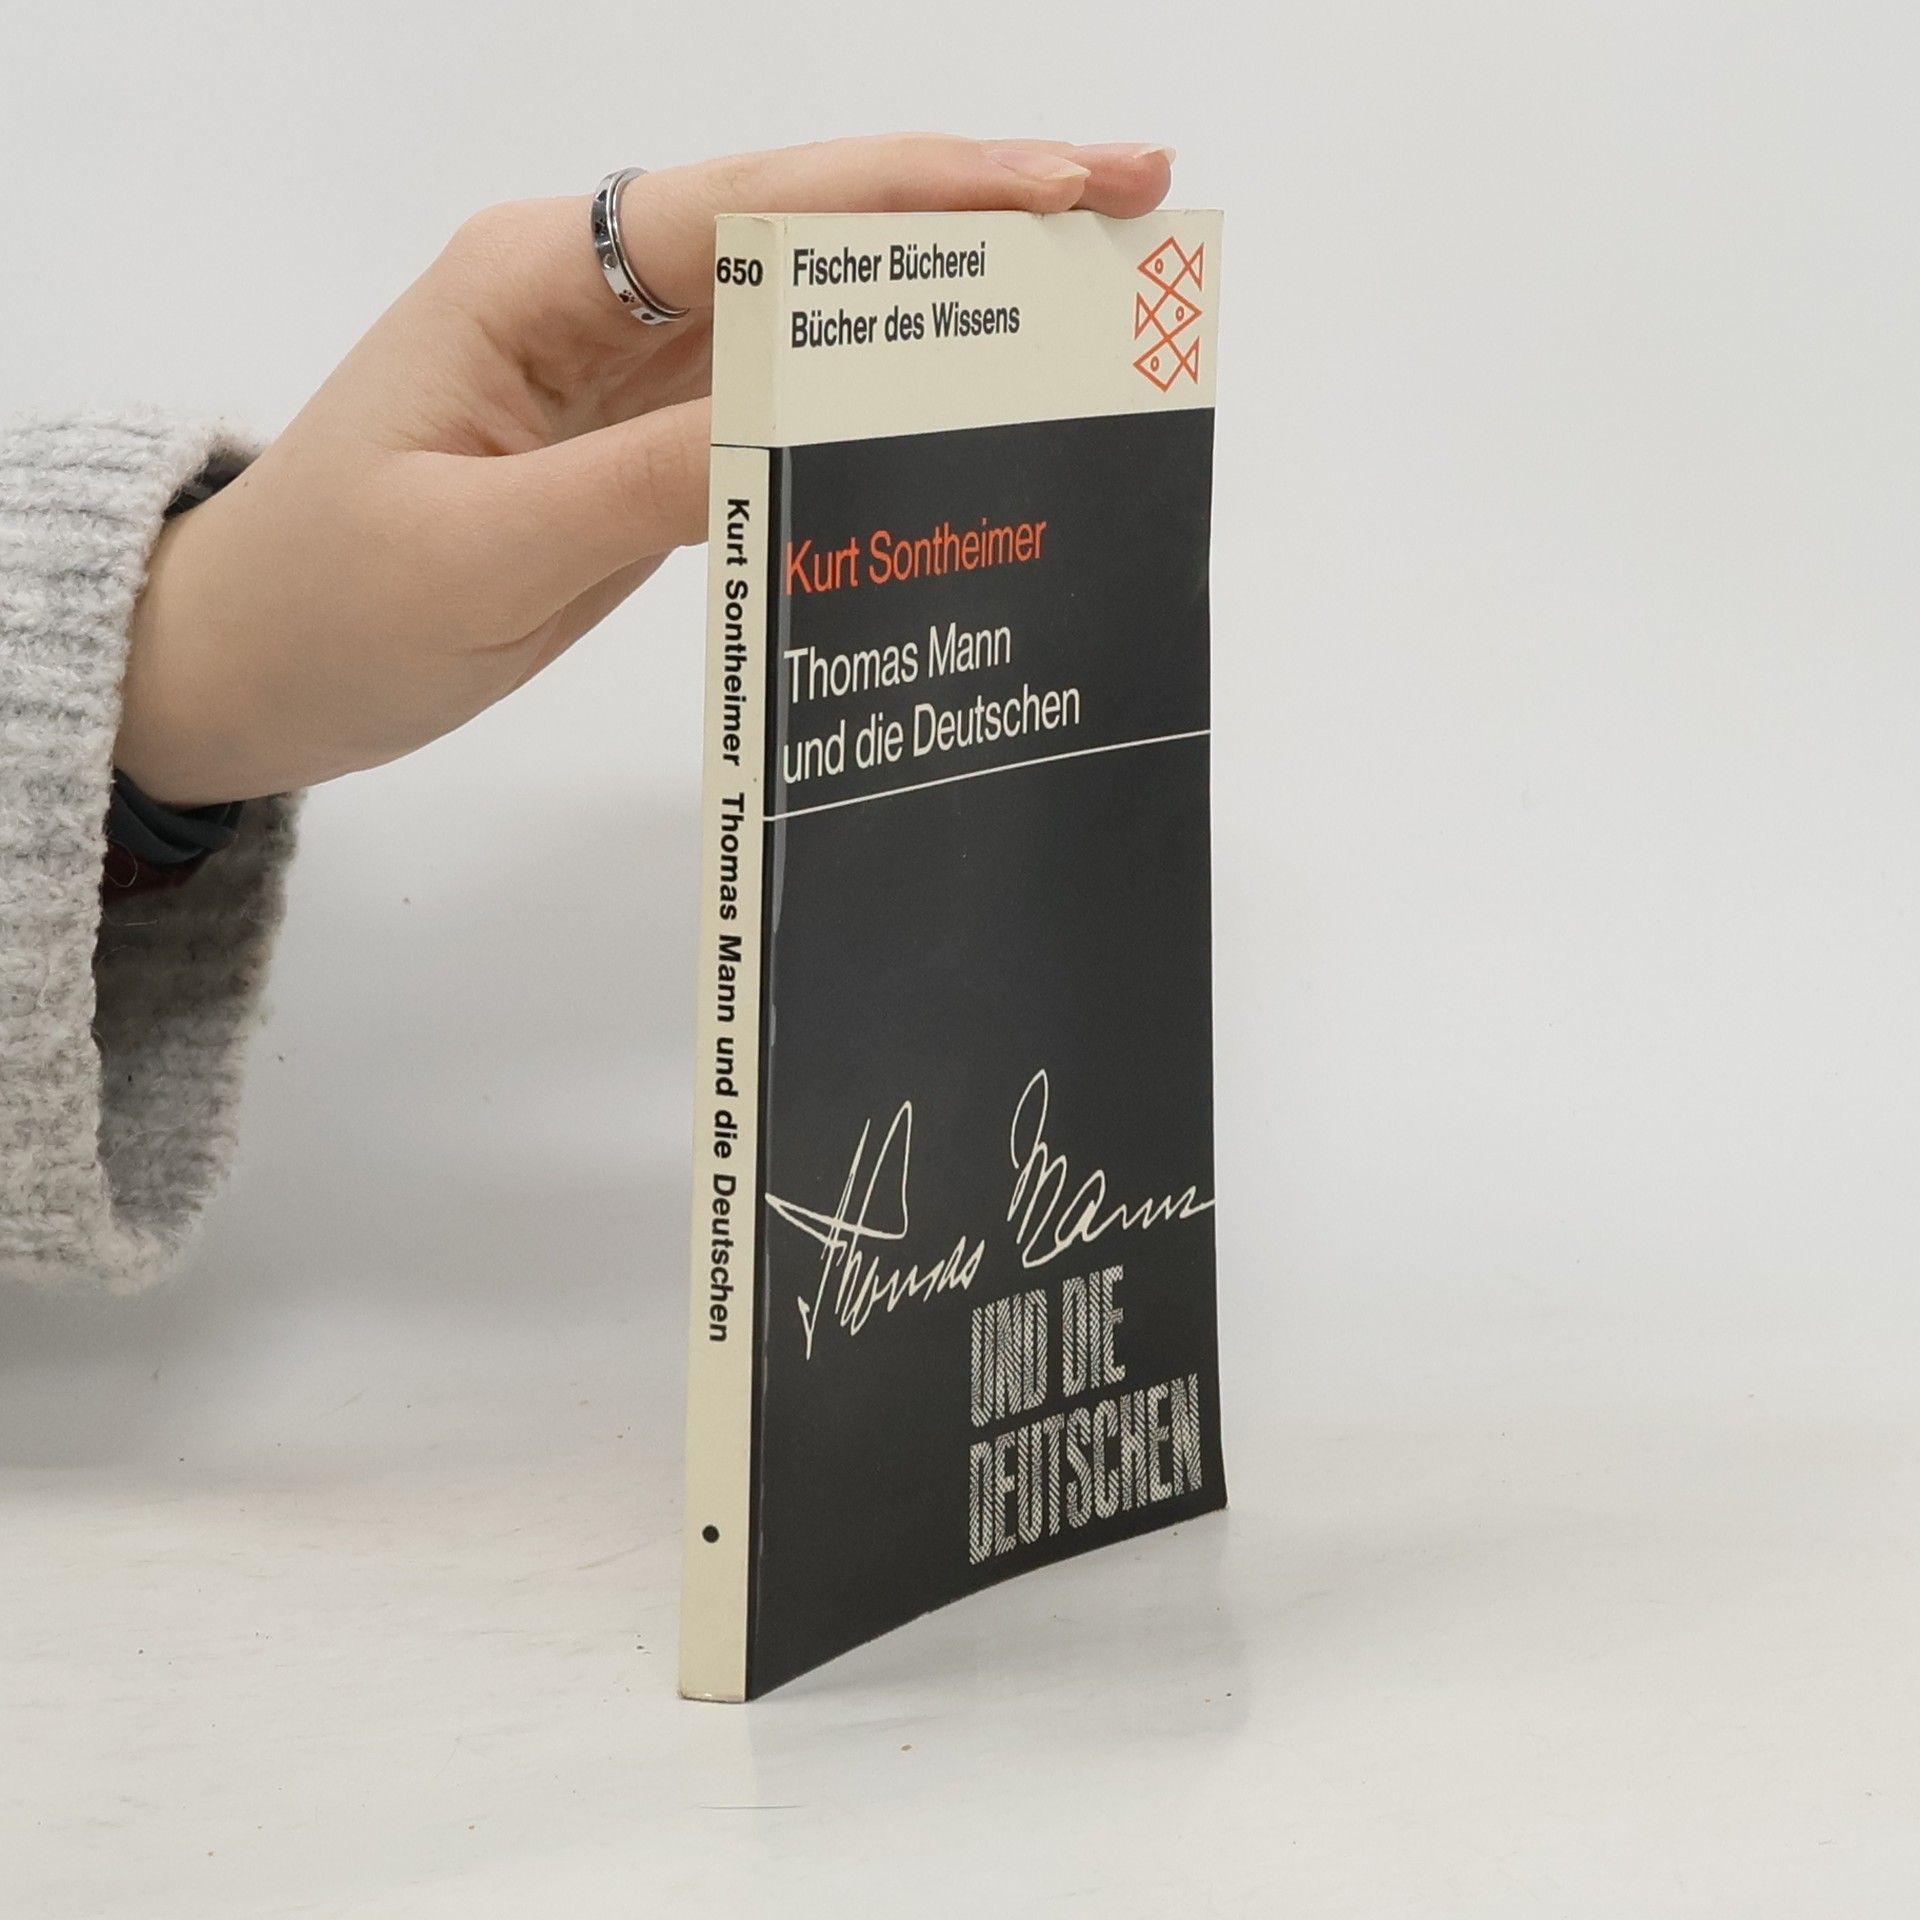 650
Fischer Bücherei
Bücher des Wissens
Kurt Sontheimer
Thomas Mann
und die Deutschen
Kurt Sontheimer Thomas Mann und die Deutschen
Thomas Mann
UND DIE
DEUTSCHEN